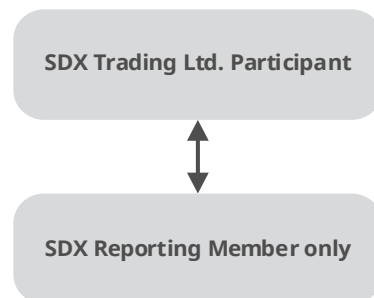 SDX Trading Ltd. Participant
SDX Reporting Member only